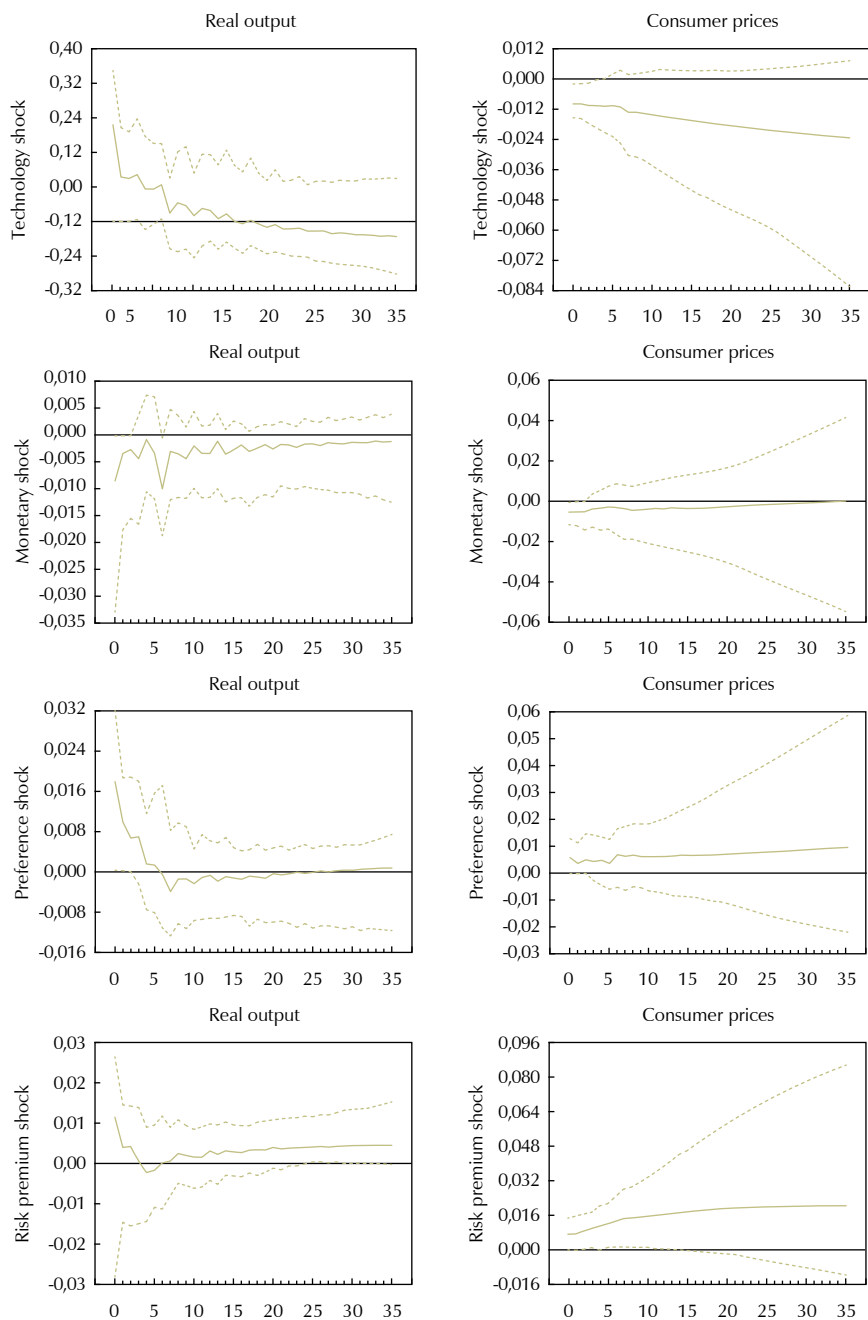 Real output
Technology shock
0,40
0,32
0,24
0,12
0,00
-0,12
-0,24
-0,32
0 5 10 15 20 25 30 35
Consumer prices
Technology shock
0,012
0,000
-0,012
-0,024
-0,036
-0,048
-0,060
-0,072
-0,084
0 5 10 15 20 25 30 35
Real output
Monetary shock
0,010
0,005
0,000
-0,005
-0,010
-0,015
-0,020
-0,030
-0,035
0 5 10 15 20 25 30 35
Consumer prices
Monetary shock
0,06
0,04
0,02
0,00
-0,02
-0,04
-0,06
0 5 10 15 20 25 30 35
Real output
Preference shock
0,032
0,024
0,016
0,008
0,000
-0,008
-0,016
0 5 10 15 20 25 30 35
Consumer prices
Preference shock
0,06
0,04
0,02
0,01
0,00
-0,01
-0,02
-0,03
0 5 10 15 20 25 30 35
Real output
Risk premium shock
0,03
0,02
0,01
0,00
-0,01
-0,02
-0,03
0 5 10 15 20 25 30 35
Consumer prices
Risk premium shock
0,096
0,080
0,064
0,048
0,032
0,016
0,000
-0,016
0 5 10 15 20 25 30 35